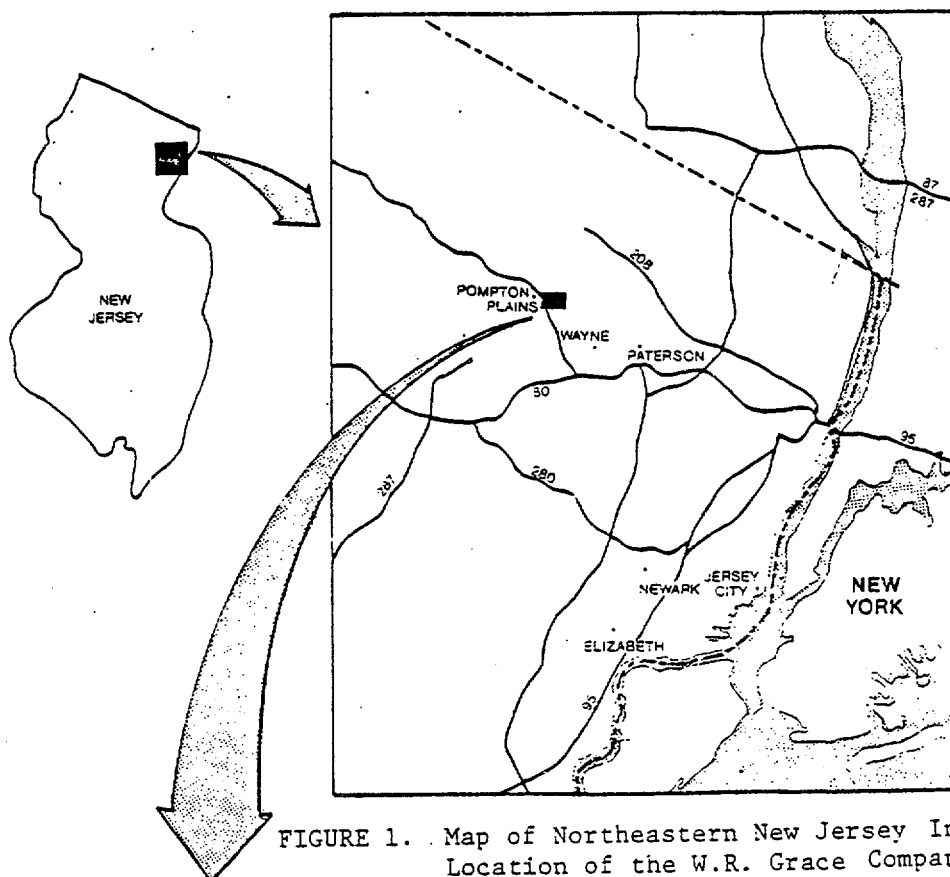 NEW
JERSEY
87
287
208
POMPTON
PLAINS
WAYNE
PATERSON
80
95
280
287
NEWARK
JERSEY
CITY
NEW
YORK
ELIZABETH
95
FIGURE 1. Map of Northeastern New Jersey
Location of the W.R. Grace